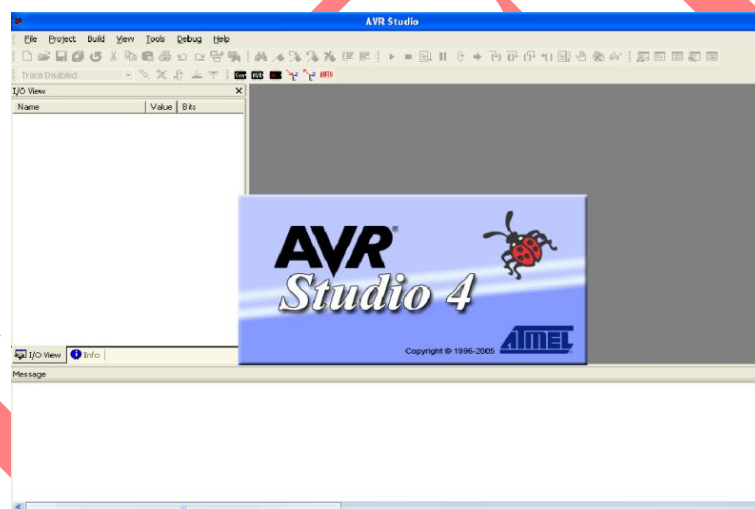 AVR Studio
File Project Build View Tools Debug Help
Trace Disabled
I/O View
Name Value Bits
AVR®
Studio 4
ATMEL
Copyright © 1996-2005
I/O View Info
Message